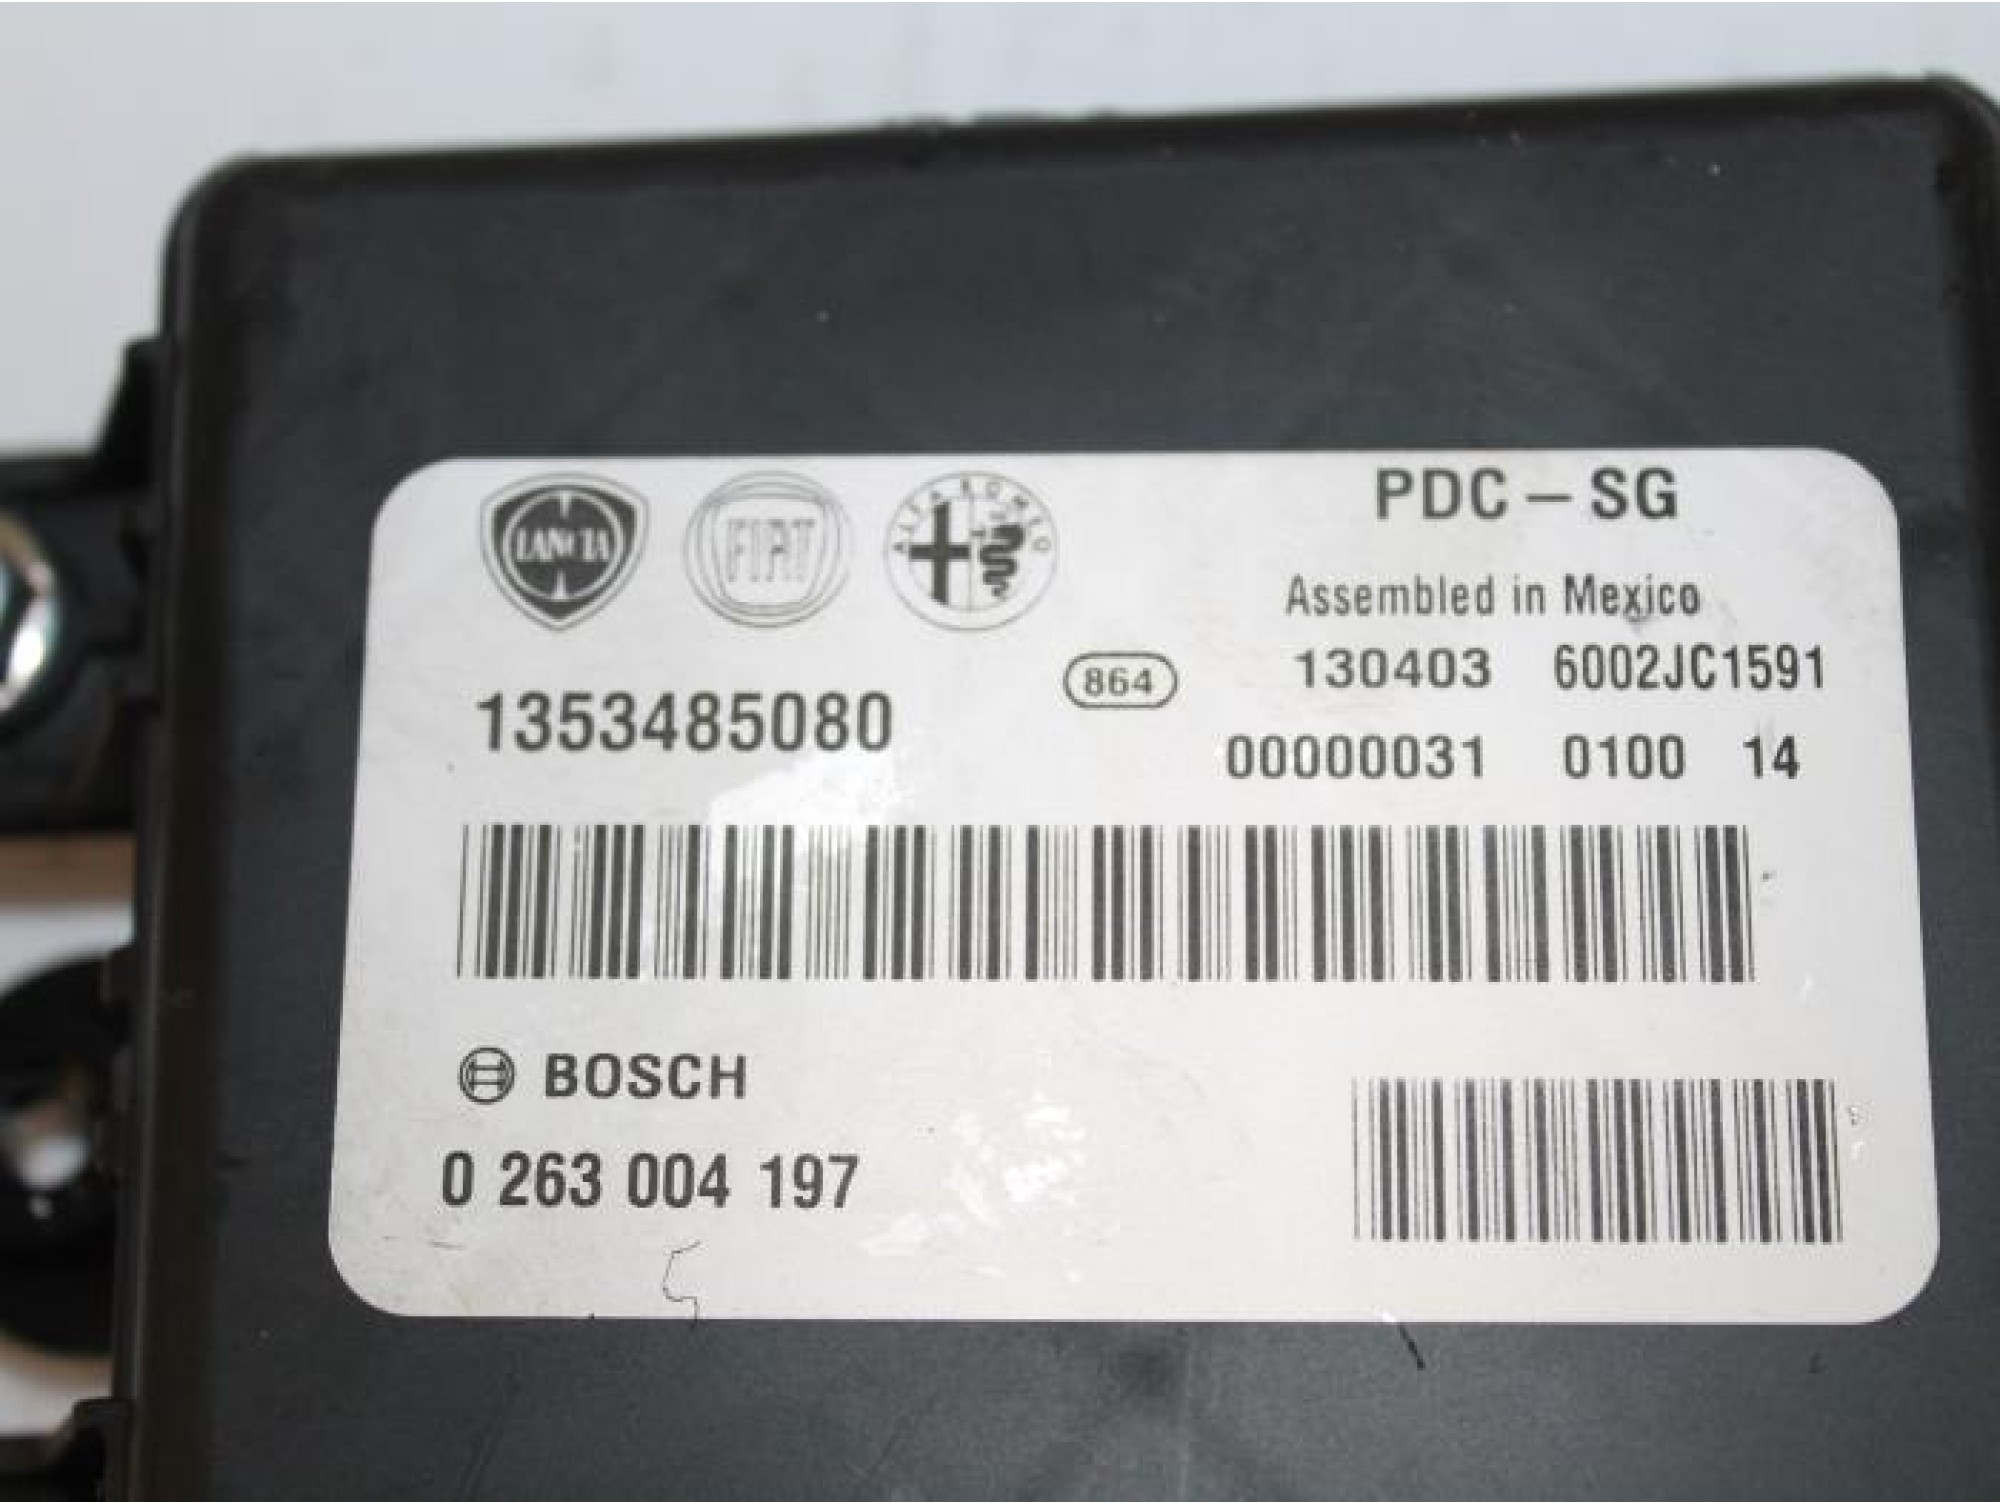 LANCIA FIAT ALFA ROMEO
PDC – SG
Assembled in Mexico
1353485080
864
130403 6002JC1591
00000031 0100 14
BOSCH
0 263 004 197